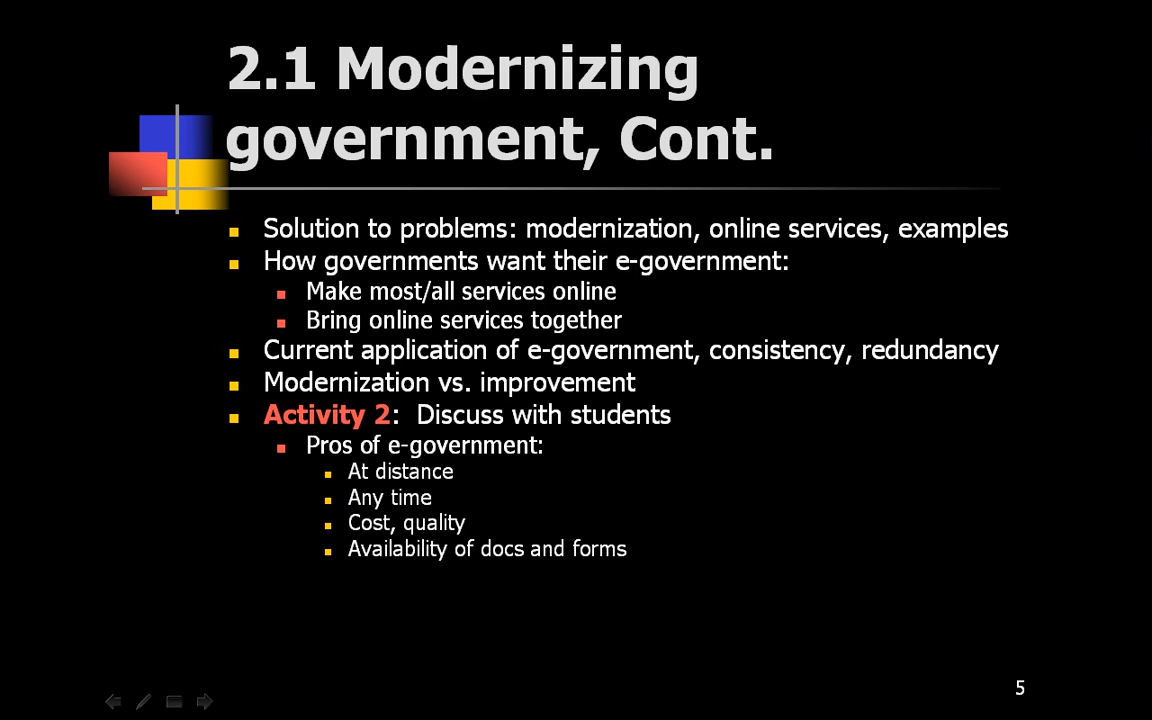 2.1 Modernizing
government, Cont.
Solution to problems: modernization, online services, examples
How governments want their e-government:
Make most/all services online
Bring online services together
Current application of e-government, consistency, redundancy
Modernization vs. improvement
Activity 2: Discuss with students
Pros of e-government:
At distance
Any time
Cost, quality
Availability of docs and forms
5